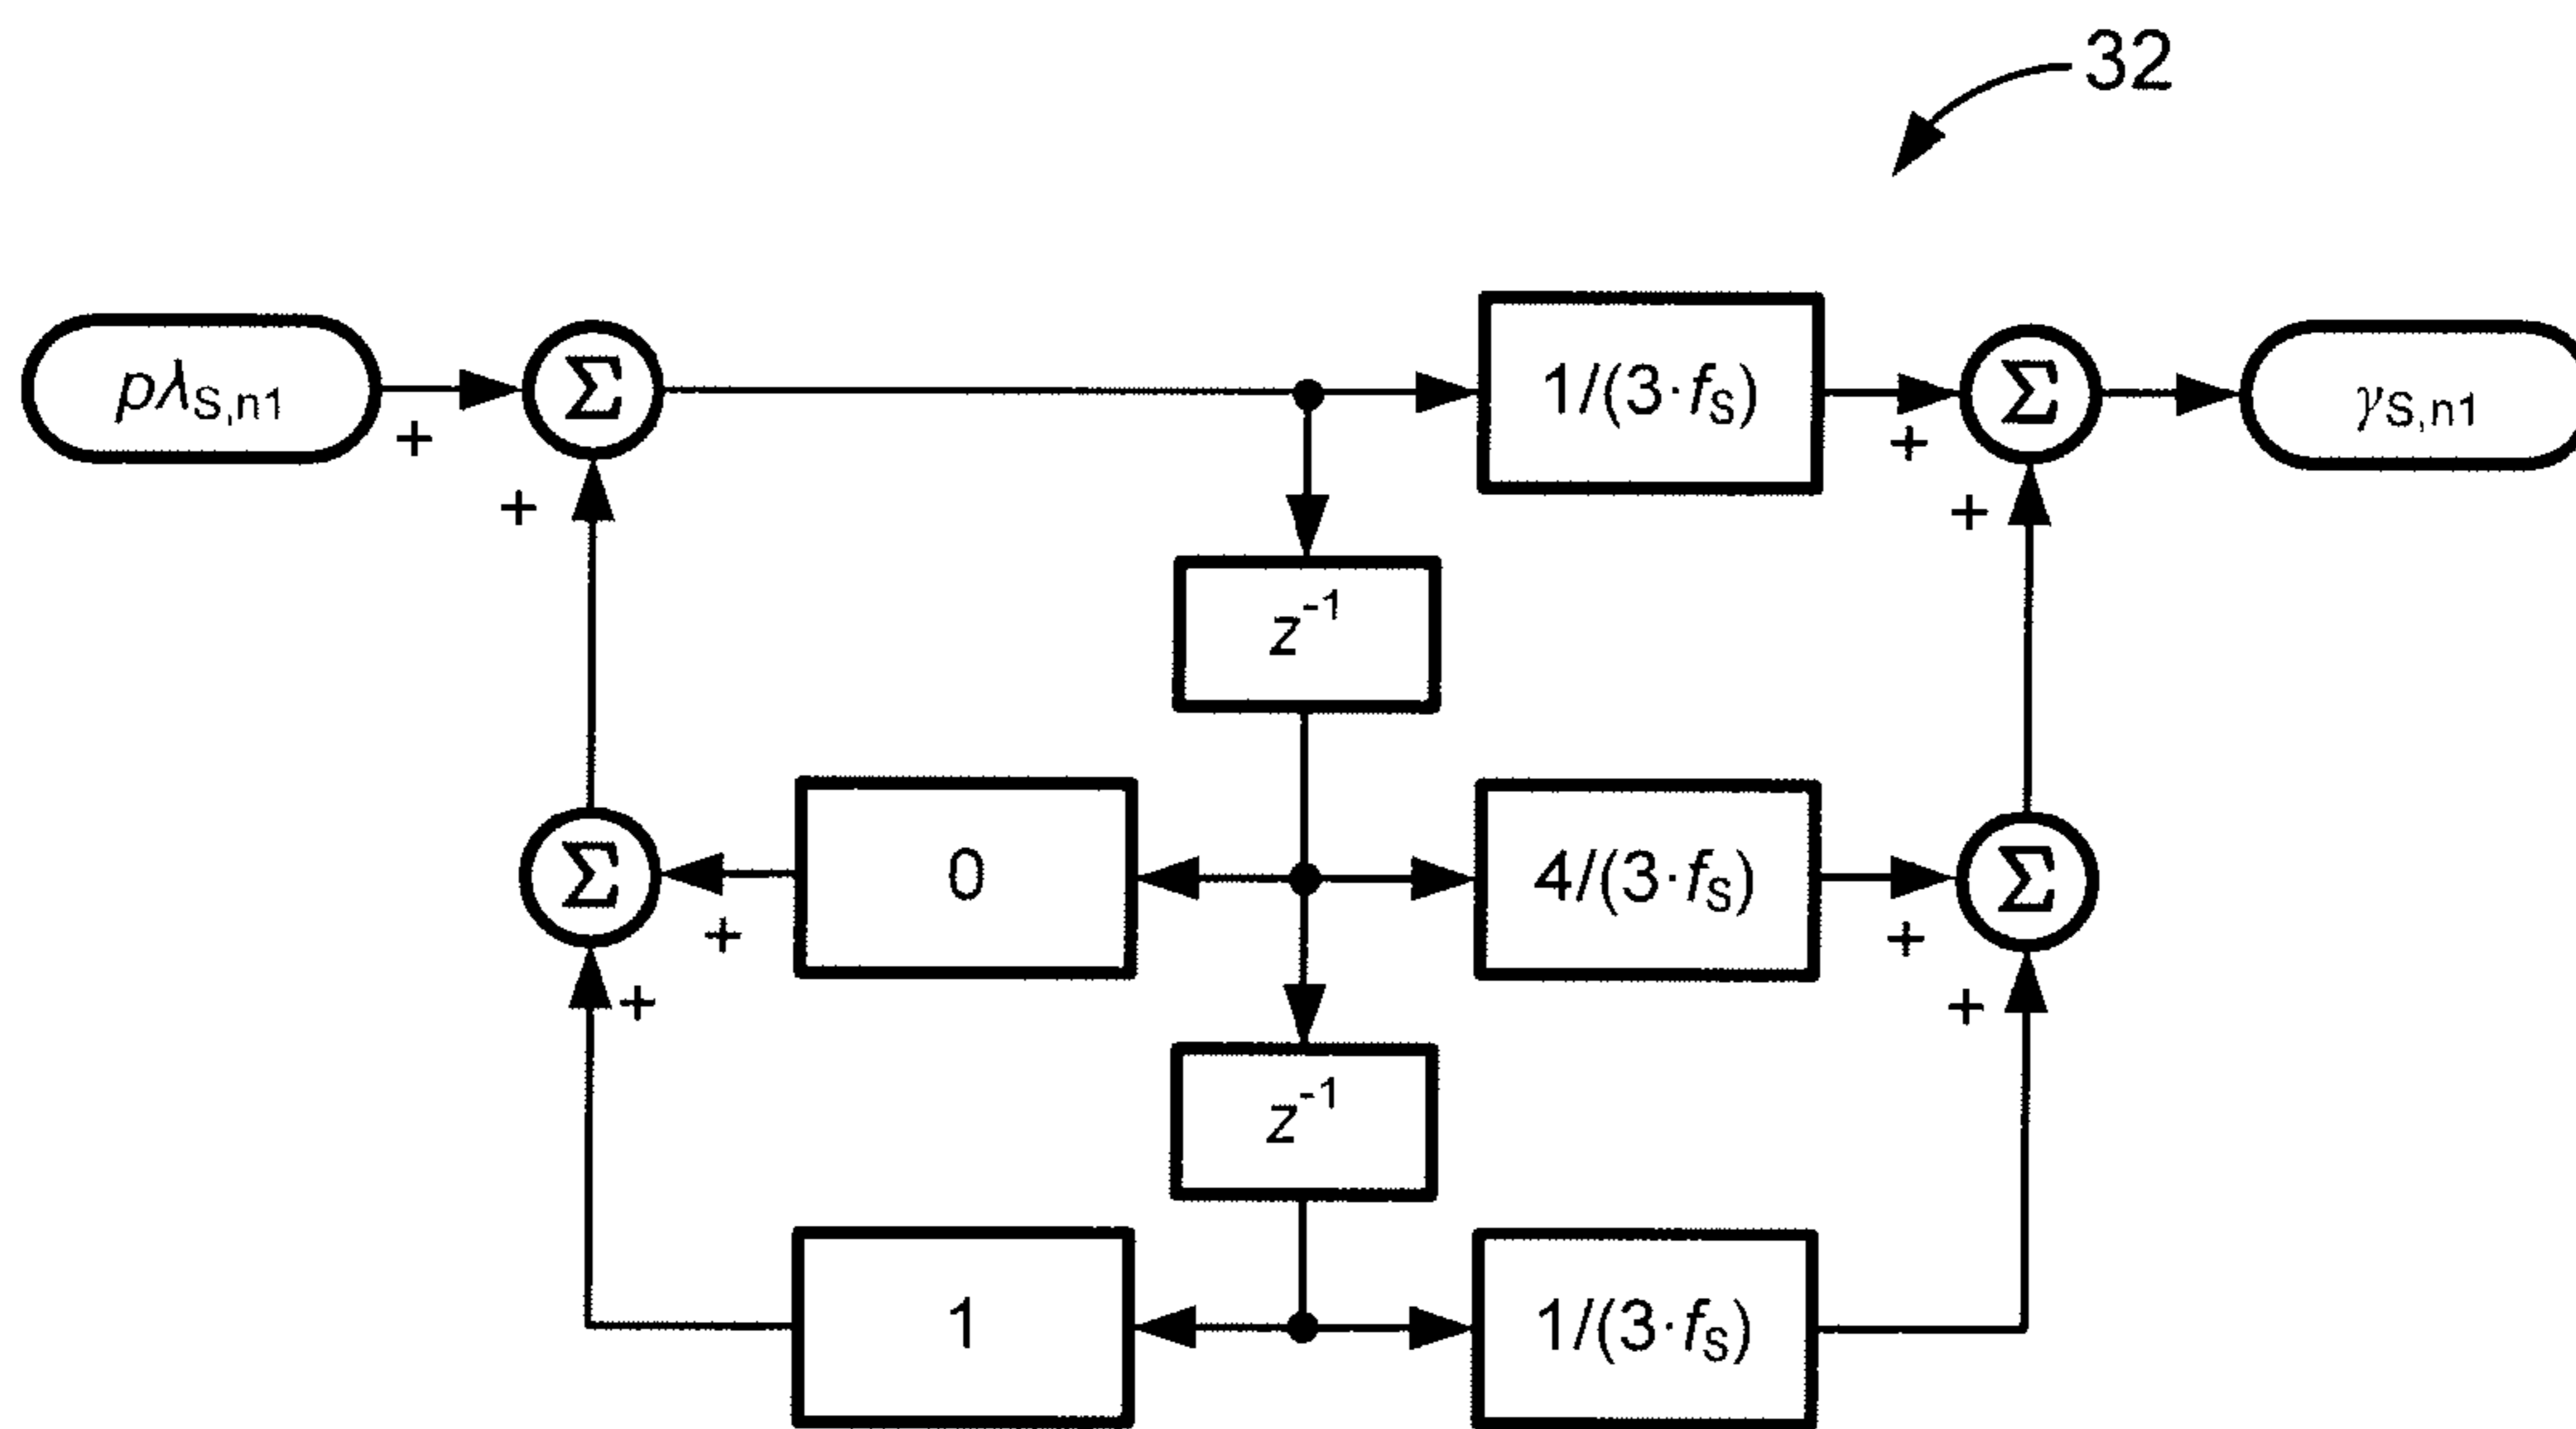 32
pλS,n1
+
Σ
1/(3·fS)
+
Σ
γS,n1
+
+
z-1
Σ
+
0
4/(3·fS)
+
Σ
+
+
z-1
1
1/(3·fS)